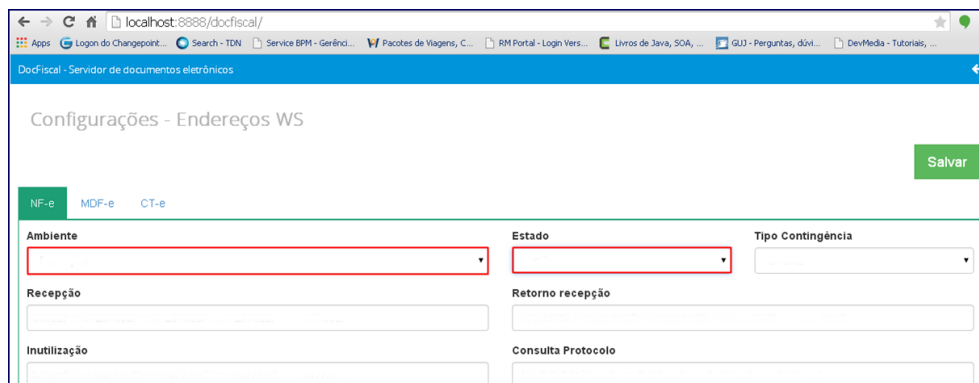 localhost:8888/docfiscal/
Apps Logon do Changepoint... Search - TDN Service BPM - Gerênci... Pacotes de Viagens, C... RM Portal - Login Vers... Livros de Java, SOA, ... GUJ - Perguntas, dúvi... DevMedia - Tutoriais, ...
DocFiscal - Servidor de documentos eletrônicos
Configurações - Endereços WS
Salvar
NF-e MDF-e CT-e
Ambiente Estado Tipo Contingência
Recepção Retorno recepção
Inutilização Consulta Protocolo